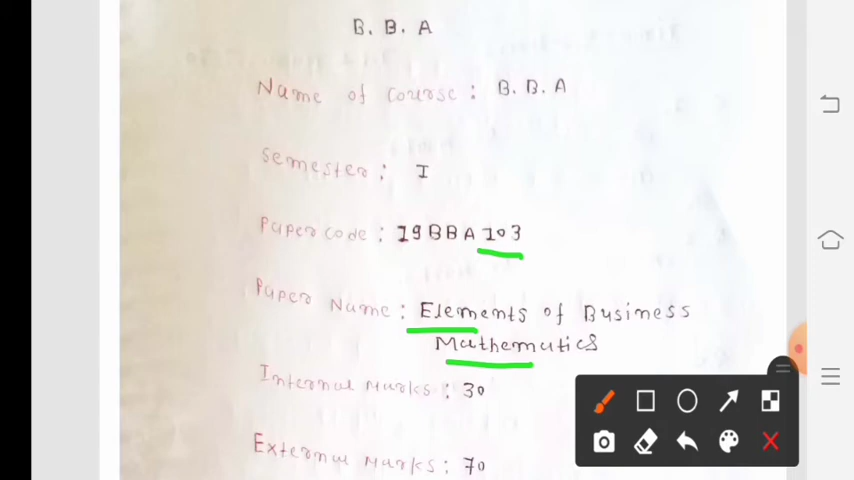 B. B. A
Name of Course : B. B. A
Semester : I
Paper Code : 19BBA103
Paper Name : Elements of Business
Mathematics
Internal Marks : 30
External Marks : 70